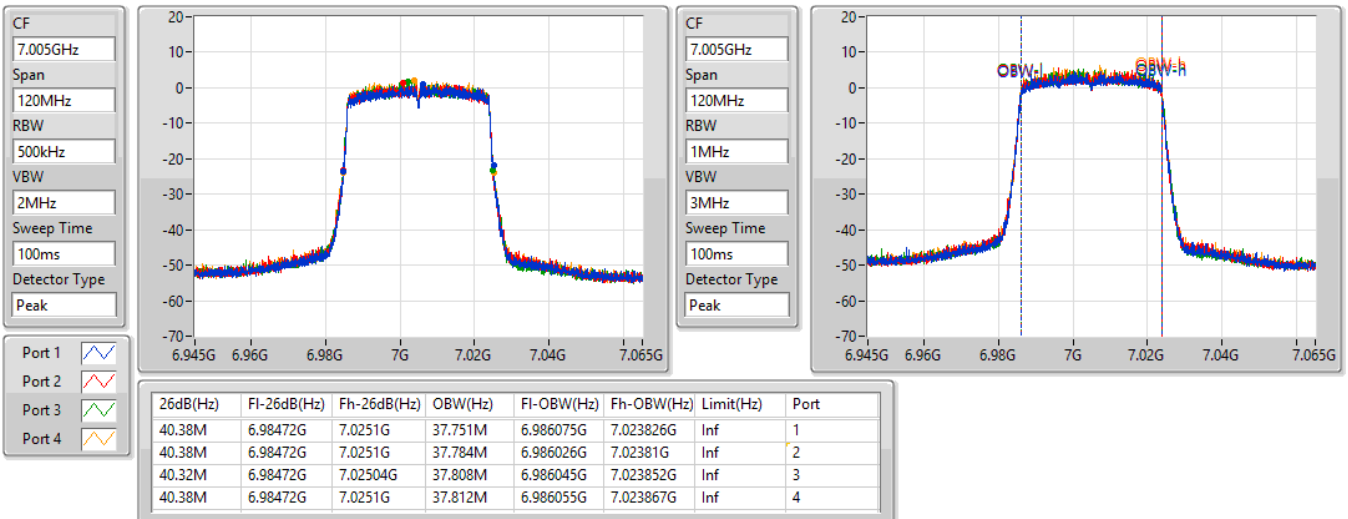 CF
7.005GHz
Span
120MHz
RBW
500kHz
VBW
2MHz
Sweep Time
100ms
Detector Type
Peak
20
10
0
-10
-20
-30
-40
-50
-60
-70
6.945G 6.96G 6.98G 7G 7.02G 7.04G 7.065G
CF
7.005GHz
Span
120MHz
RBW
1MHz
VBW
3MHz
Sweep Time
100ms
Detector Type
Peak
20
10
0
-10
-20
-30
-40
-50
-60
-70
OBW-l OBW-h
6.945G 6.96G 6.98G 7G 7.02G 7.04G 7.065G
Port 1
Port 2
Port 3
Port 4
26dB(Hz) Fl-26dB(Hz) Fh-26dB(Hz) OBW(Hz) Fl-OBW(Hz) Fh-OBW(Hz) Limit(Hz) Port
40.38M 6.98472G 7.0251G 37.751M 6.986075G 7.023826G Inf 1
40.38M 6.98472G 7.0251G 37.784M 6.986026G 7.02381G Inf 2
40.32M 6.98472G 7.02504G 37.808M 6.986045G 7.023852G Inf 3
40.38M 6.98472G 7.0251G 37.812M 6.986055G 7.023867G Inf 4